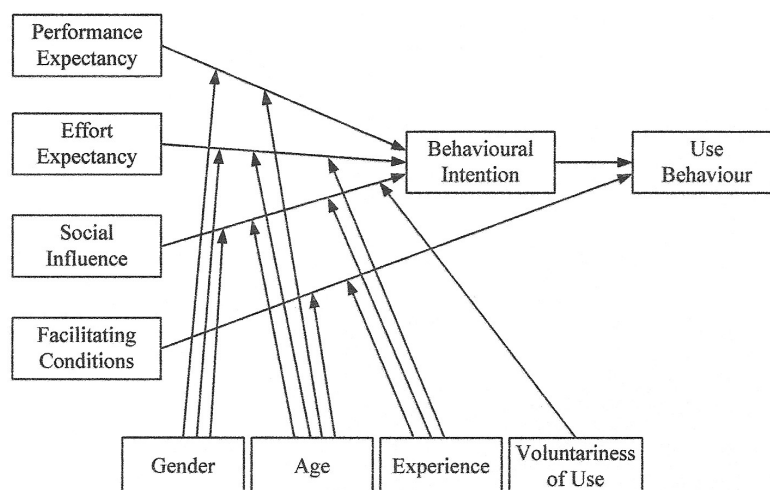 Performance
Expectancy
Effort
Expectancy
Social
Influence
Facilitating
Conditions
Behavioural
Intention
Use
Behaviour
Gender
Age
Experience
Voluntariness
of Use